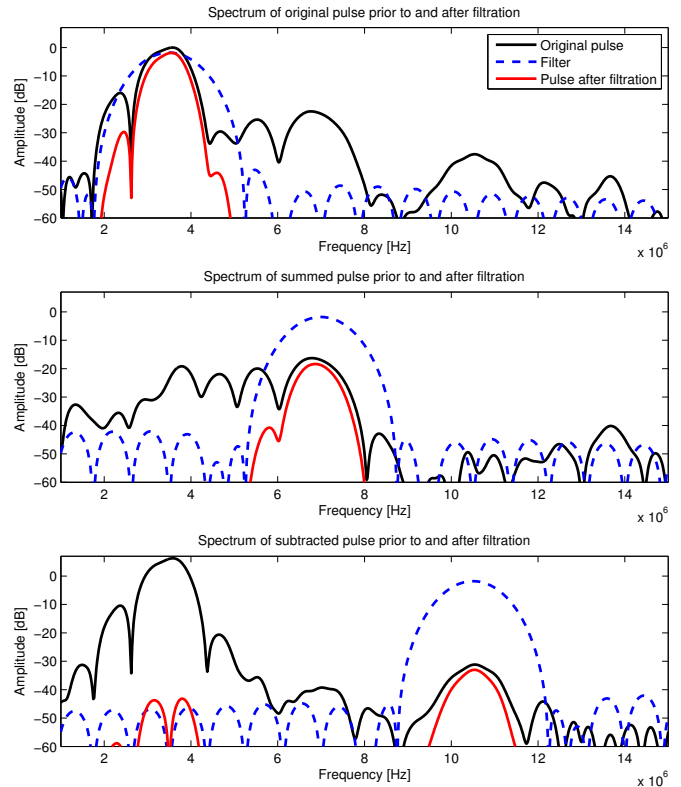 Spectrum of original pulse prior to and after filtration
Amplitude [dB]
0
−10
−20
−30
−40
−50
−60
Original pulse
Filter
Pulse after filtration
2 4 6 8 10 12 14
Frequency [Hz]
x 10^6
Spectrum of summed pulse prior to and after filtration
Amplitude [dB]
0
−10
−20
−30
−40
−50
−60
2 4 6 8 10 12 14
Frequency [Hz]
x 10^6
Spectrum of subtracted pulse prior to and after filtration
Amplitude [dB]
0
−10
−20
−30
−40
−50
−60
2 4 6 8 10 12 14
Frequency [Hz]
x 10^6